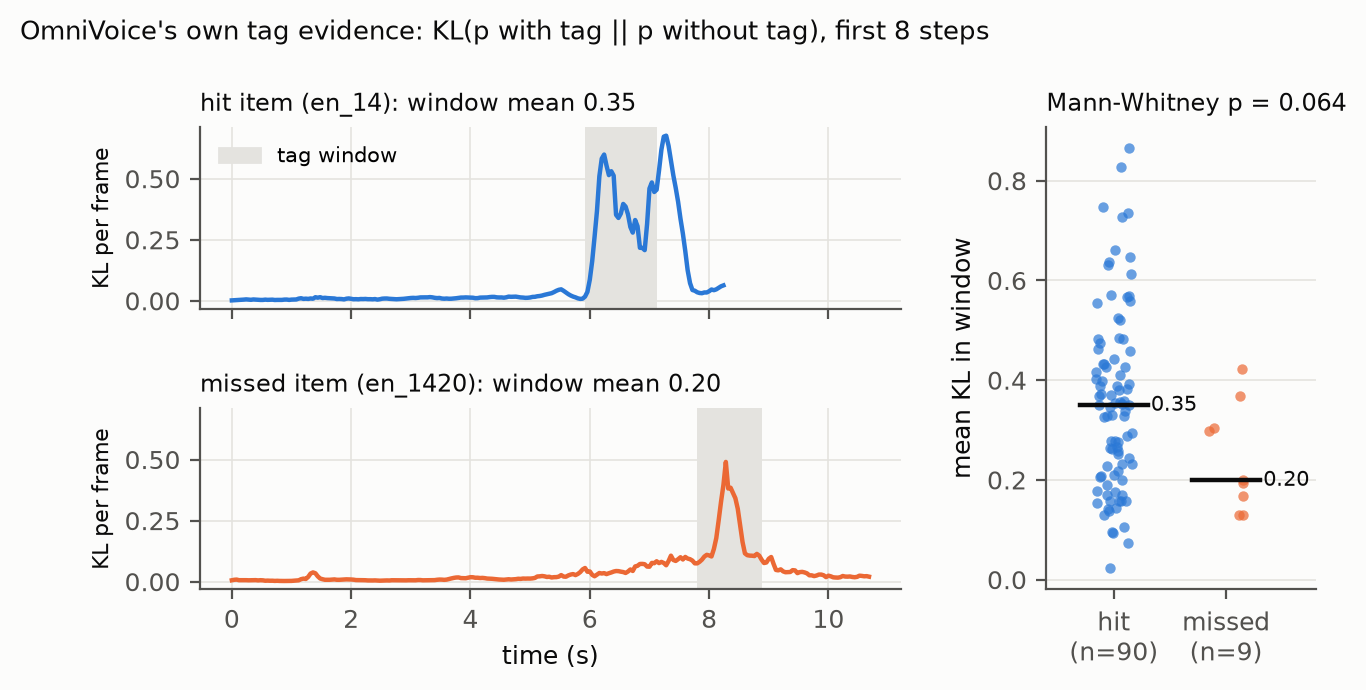 OmniVoice's own tag evidence: KL(p with tag || p without tag), first 8 steps
hit item (en_14): window mean 0.35
KL per frame
0.50
0.25
0.00
tag window
missed item (en_1420): window mean 0.20
KL per frame
0.50
0.25
0.00
0 2 4 6 8 10
time (s)
Mann-Whitney p = 0.064
mean KL in window
0.8
0.6
0.4
0.2
0.0
0.35
0.20
hit missed
(n=90) (n=9)